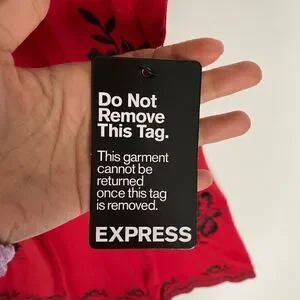 Do Not
Remove
This Tag.
This garment
cannot be
returned
once this tag
is removed.
EXPRESS